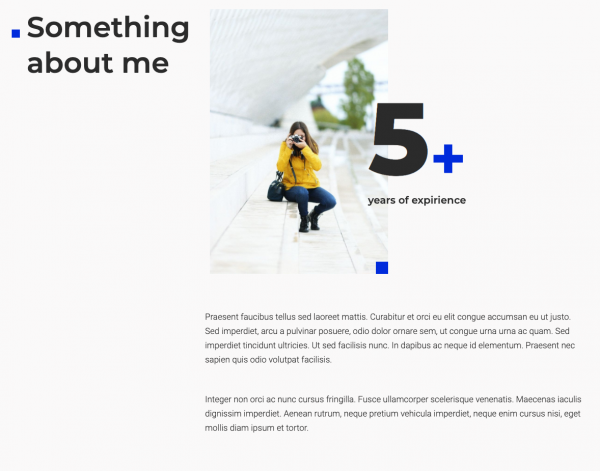 Something
about me
5+
years of expirience
Praesent faucibus tellus sed laoreet mattis. Curabitur et orci eu elit congue accumsan eu ut justo.
Sed imperdiet, arcu a pulvinar posuere, odio dolor ornare sem, ut congue urna urna ac quam. Sed
imperdiet tincidunt ultricies. Ut sed facilisis nunc. In dapibus ac neque id elementum. Praesent nec
sapien quis odio volutpat facilisis.
Integer non orci ac nunc cursus fringilla. Fusce ullamcorper scelerisque venenatis. Maecenas iaculis
dignissim imperdiet. Aenean rutrum, neque pretium vehicula imperdiet, neque enim cursus nisi, eget
mollis diam ipsum et tortor.